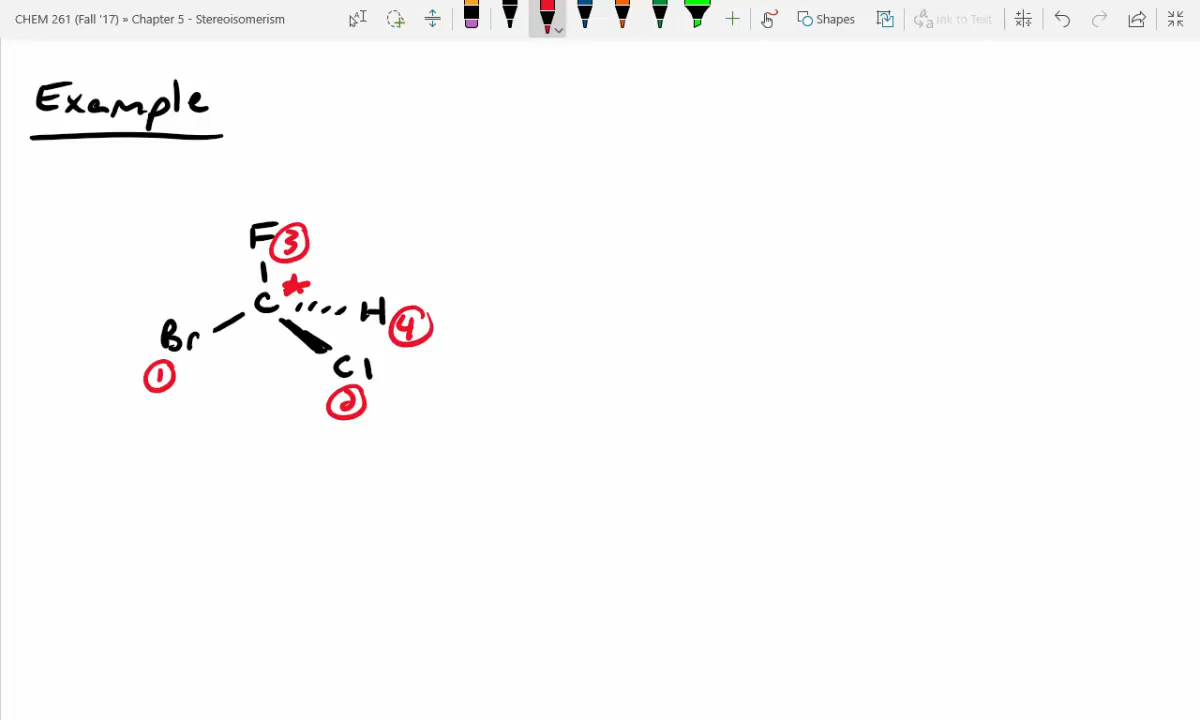 CHEM 261 (Fall '17) » Chapter 5 - Stereoisomerism
Shapes
Ink to Text
Example
F 3
C * H 4
Br
Cl
1
2